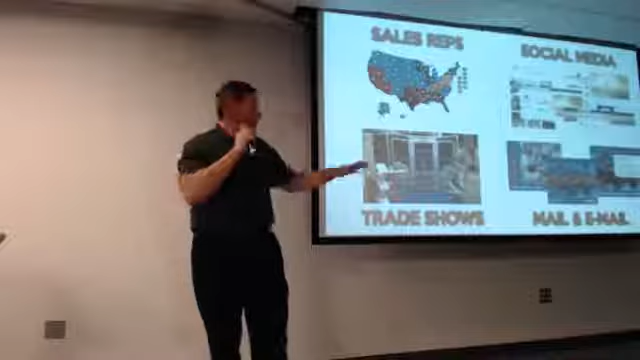 SALES REPS
SOCIAL MEDIA
TRADE SHOWS
MAIL & E-MAIL